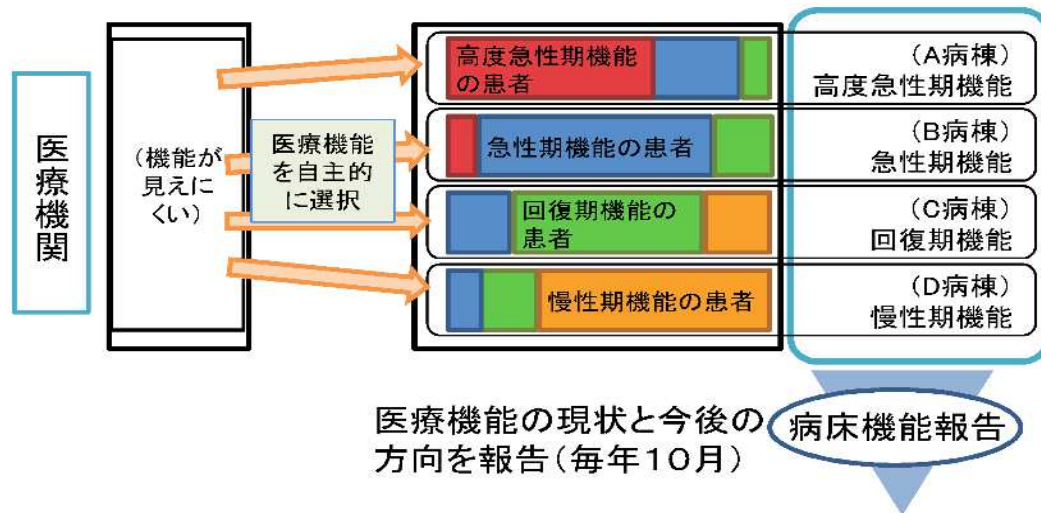 医療機関
(機能が
見えに
くい)
医療機能
を自主的
に選択
高度急性期機能
の患者
(A病棟)
高度急性期機能
急性期機能の患者
(B病棟)
急性期機能
回復期機能の
患者
(C病棟)
回復期機能
慢性期機能の患者
(D病棟)
慢性期機能
医療機能の現状と今後の
方向を報告(毎年10月)
病床機能報告